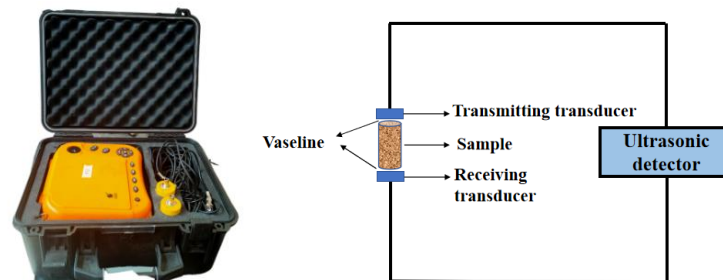 Transmitting transducer
Vaseline
Sample
Ultrasonic
detector
Receiving
transducer